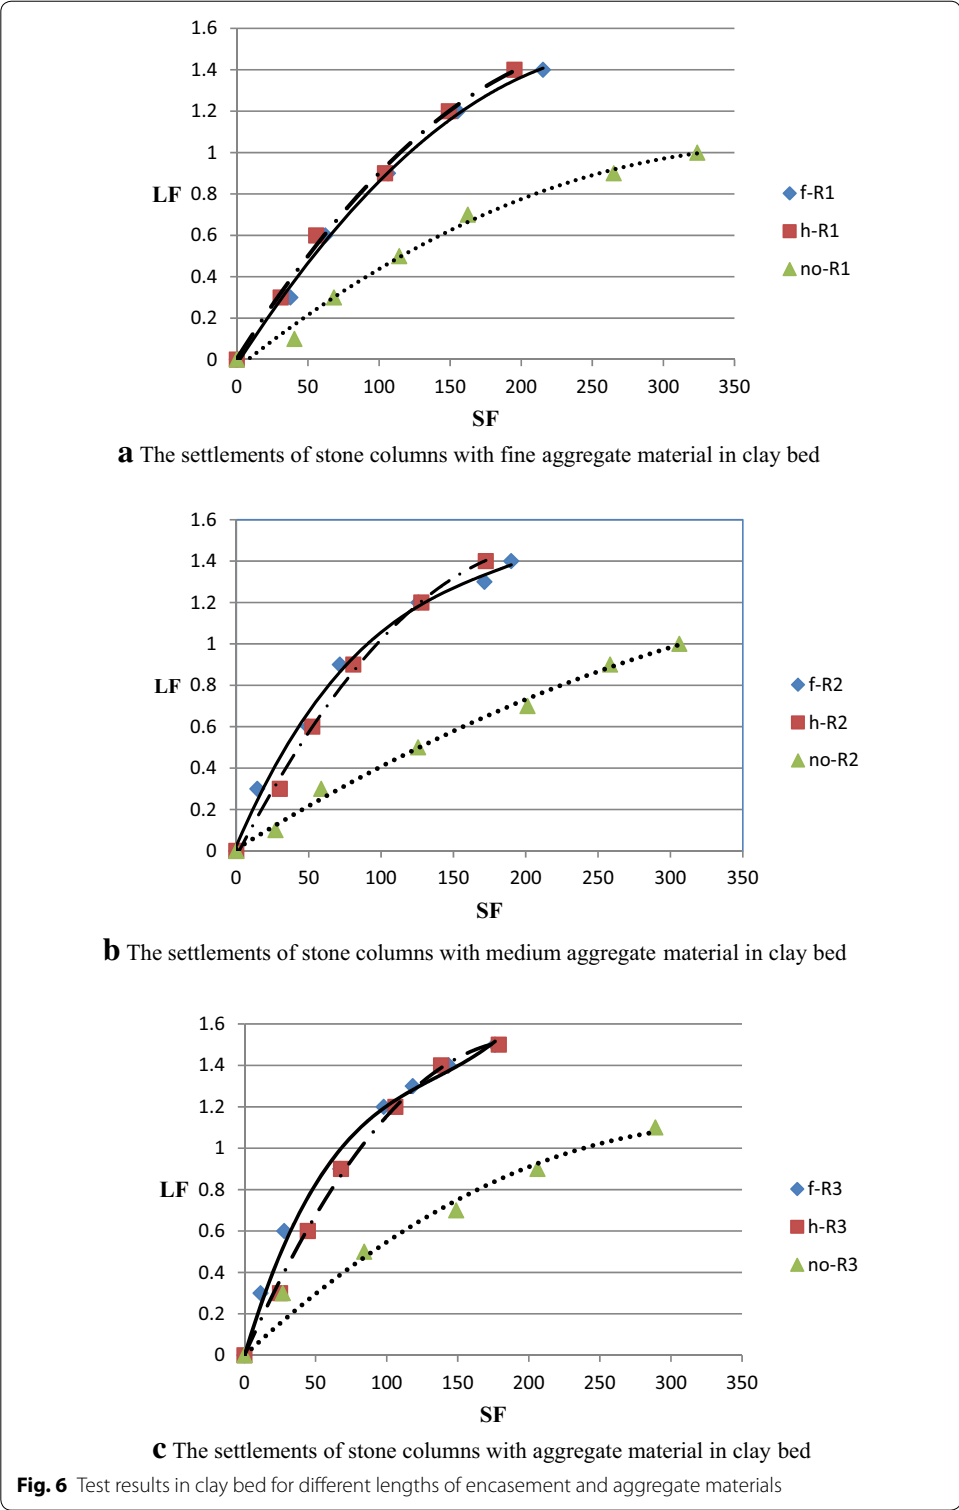 1.6
1.4
1.2
1
0.8
0.6
0.4
0.2
0
LF
0 50 100 150 200 250 300 350
SF
f-R1
h-R1
no-R1
a The settlements of stone columns with fine aggregate material in clay bed
1.6
1.4
1.2
1
0.8
0.6
0.4
0.2
0
LF
0 50 100 150 200 250 300 350
SF
f-R2
h-R2
no-R2
b The settlements of stone columns with medium aggregate material in clay bed
1.6
1.4
1.2
1
0.8
0.6
0.4
0.2
0
LF
0 50 100 150 200 250 300 350
SF
f-R3
h-R3
no-R3
c The settlements of stone columns with aggregate material in clay bed
Fig. 6 Test results in clay bed for different lengths of encasement and aggregate materials